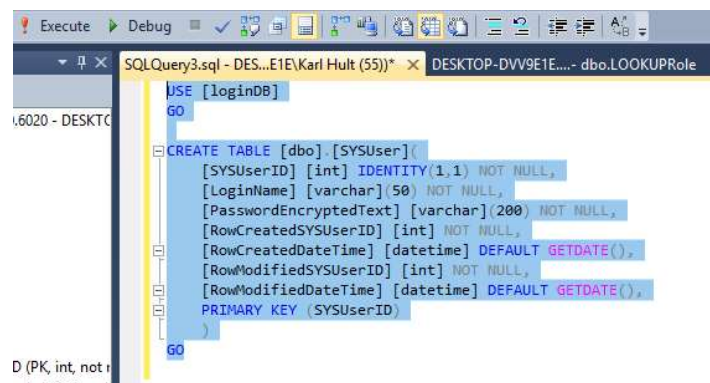 Execute Debug
SQLQuery3.sql - DES...E1E\Karl Hult (55))* DESKTOP-DVV9E1E....- dbo.LOOKUPRole
USE [loginDB]
GO
.6020 - DESKTC
CREATE TABLE [dbo].[SYSUser](
[SYSUserID] [int] IDENTITY(1,1) NOT NULL,
[LoginName] [varchar](50) NOT NULL,
[PasswordEncryptedText] [varchar](200) NOT NULL,
[RowCreatedSYSUserID] [int] NOT NULL,
[RowCreatedDateTime] [datetime] DEFAULT GETDATE(),
[RowModifiedSYSUserID] [int] NOT NULL,
[RowModifiedDateTime] [datetime] DEFAULT GETDATE(),
PRIMARY KEY (SYSUserID)
)
GO
D (PK, int, not